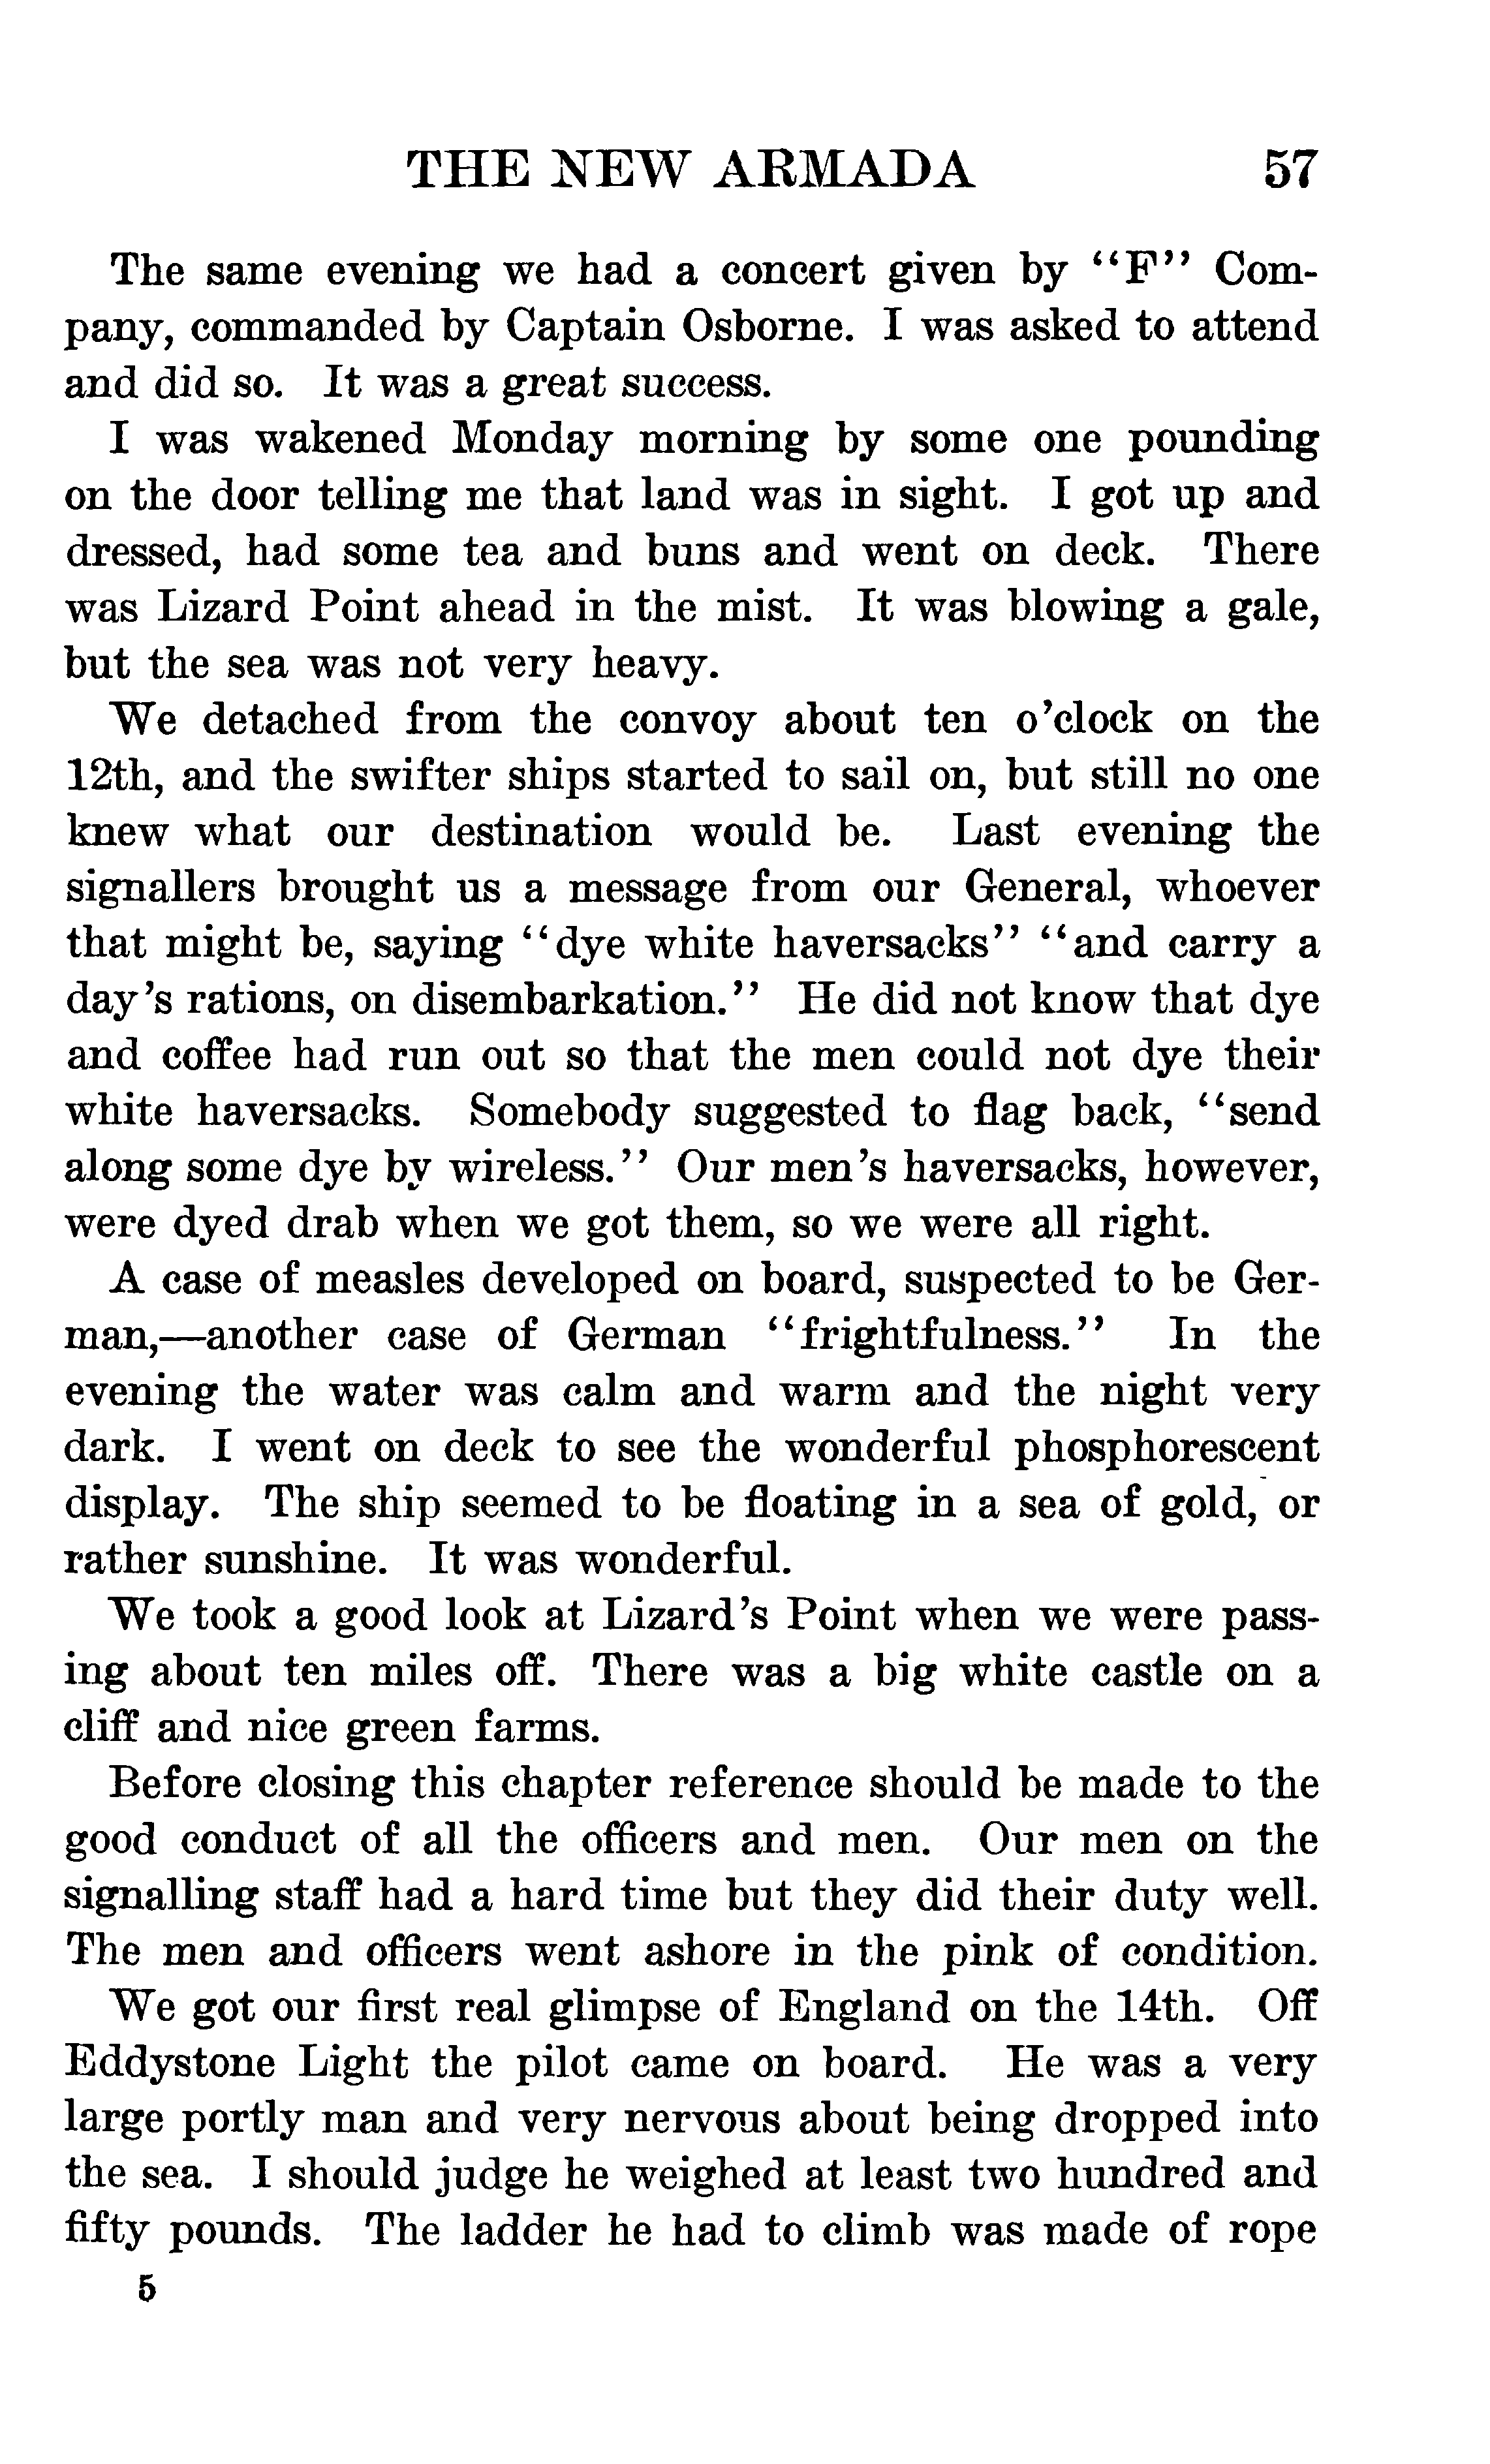 THE NEW ARMADA 57
The same evening we had a concert given by "F" Com-
pany, commanded by Captain Osborne. I was asked to attend
and did so. It was a great success.
I was wakened Monday morning by some one pounding
on the door telling me that land was in sight. I got up and
dressed, had some tea and buns and went on deck. There
was Lizard Point ahead in the mist. It was blowing a gale,
but the sea was not very heavy.
We detached from the convoy about ten o'clock on the
12th, and the swifter ships started to sail on, but still no one
knew what our destination would be. Last evening the
signallers brought us a message from our General, whoever
that might be, saying "dye white haversacks" "and carry a
day's rations, on disembarkation." He did not know that dye
and coffee had run out so that the men could not dye their
white haversacks. Somebody suggested to flag back, "send
along some dye by wireless." Our men's haversacks, however,
were dyed drab when we got them, so we were all right.
A case of measles developed on board, suspected to be Ger-
man,—another case of German "frightfulness." In the
evening the water was calm and warm and the night very
dark. I went on deck to see the wonderful phosphorescent
display. The ship seemed to be floating in a sea of gold, or
rather sunshine. It was wonderful.
We took a good look at Lizard's Point when we were pass-
ing about ten miles off. There was a big white castle on a
cliff and nice green farms.
Before closing this chapter reference should be made to the
good conduct of all the officers and men. Our men on the
signalling staff had a hard time but they did their duty well.
The men and officers went ashore in the pink of condition.
We got our first real glimpse of England on the 14th. Off
Eddystone Light the pilot came on board. He was a very
large portly man and very nervous about being dropped into
the sea. I should judge he weighed at least two hundred and
fifty pounds. The ladder he had to climb was made of rope
5